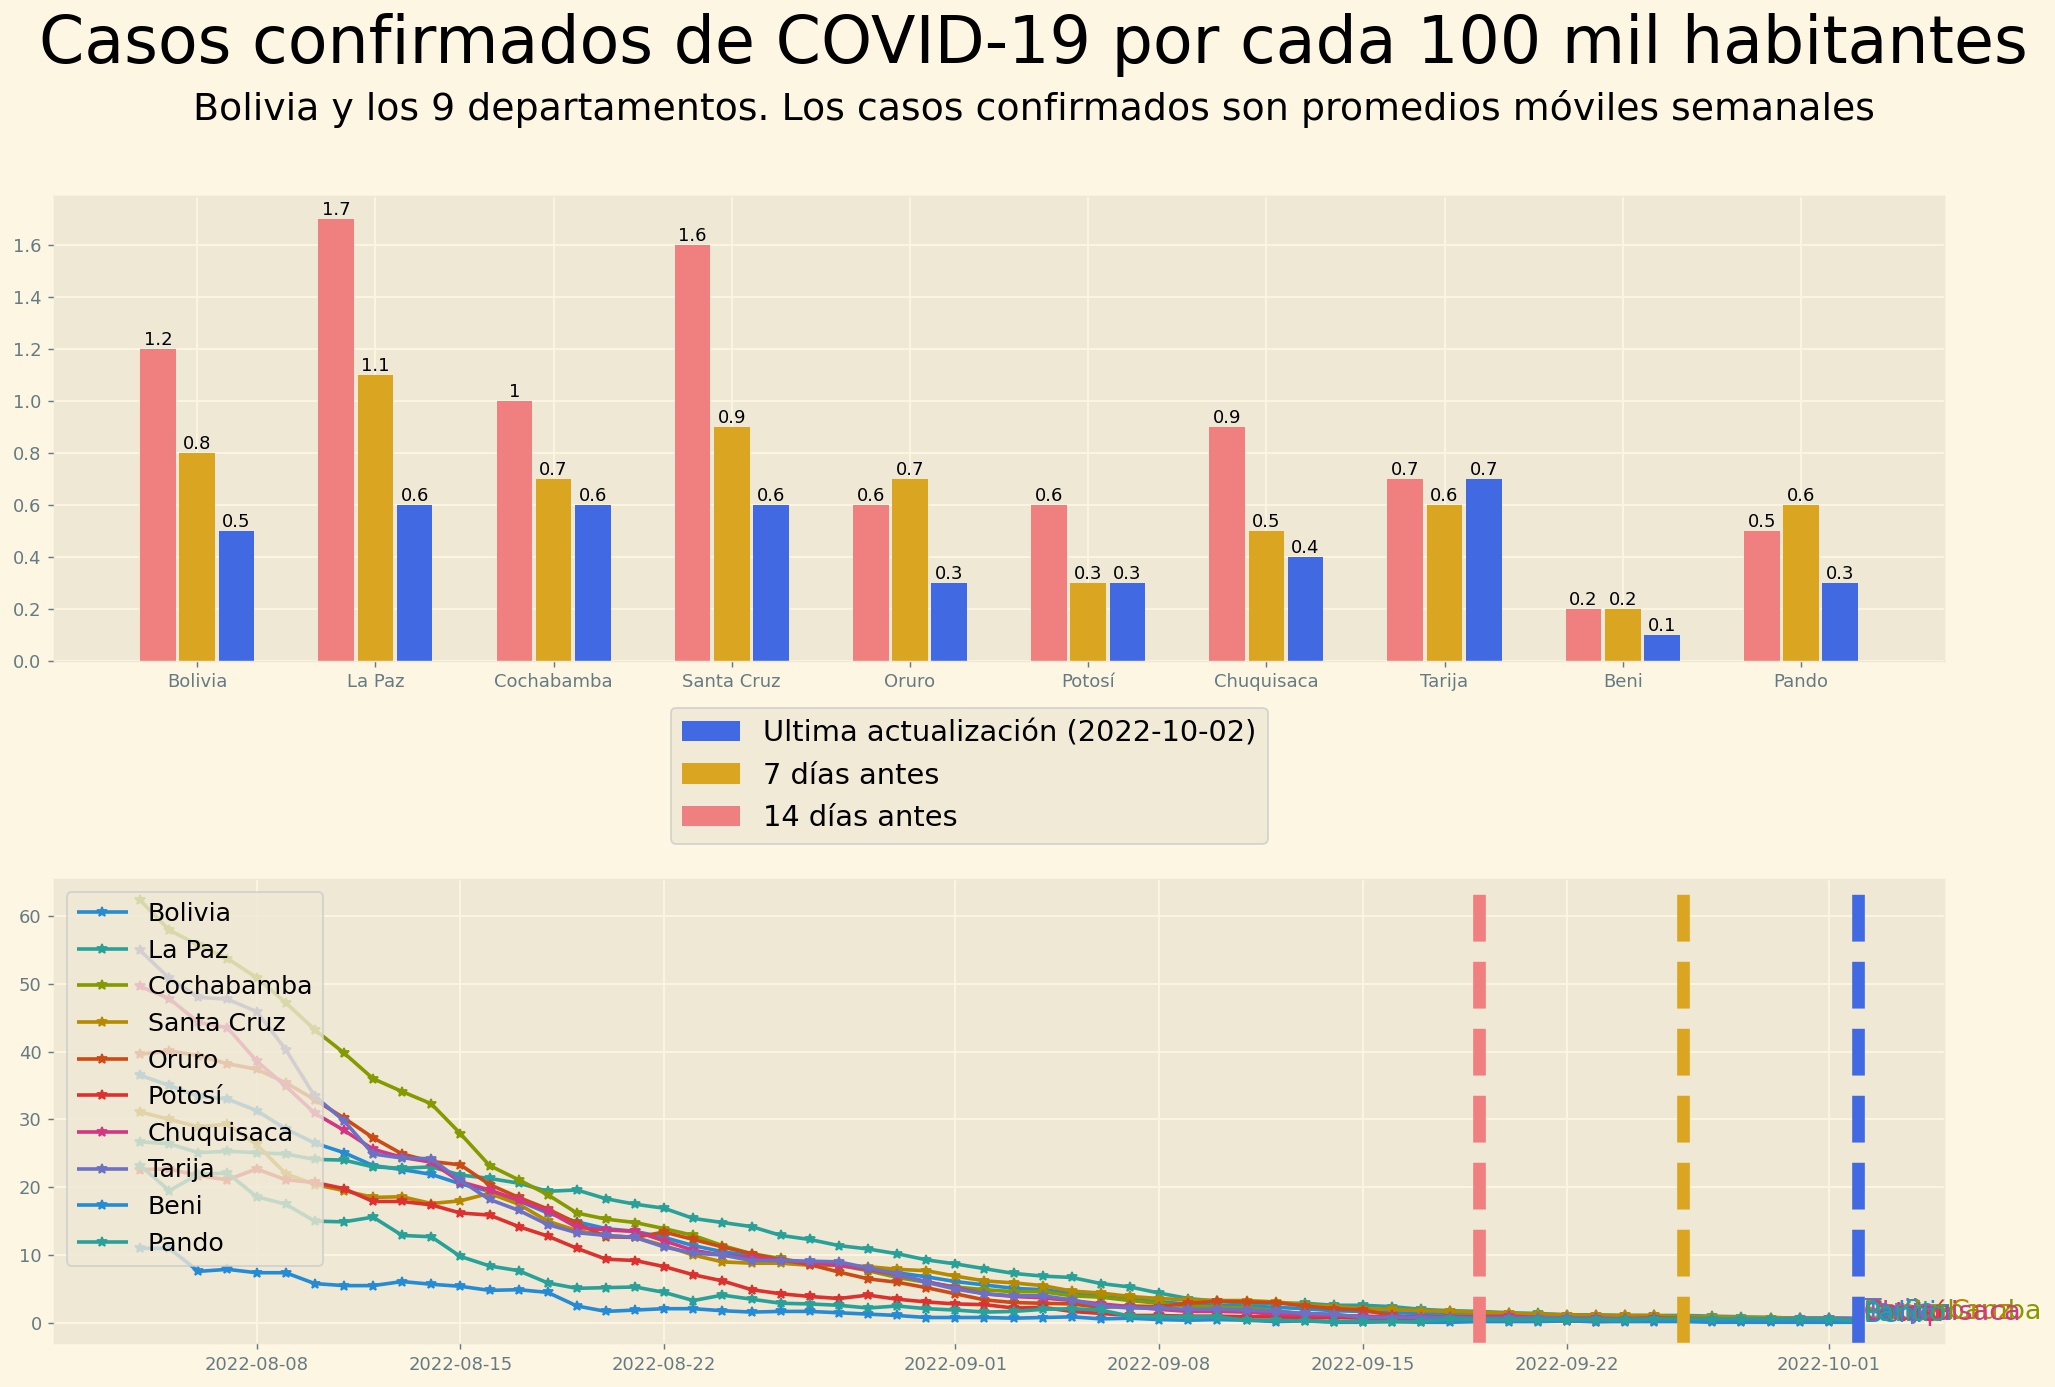 Casos confirmados de COVID-19 por cada 100 mil habitantes
Bolivia y los 9 departamentos. Los casos confirmados son promedios móviles semanales
1.6
1.4
1.2
1.0
0.8
0.6
0.4
0.2
0.0
1.2
0.8
0.5
1.7
1.1
0.6
1
0.7
0.6
1.6
0.9
0.6
0.6
0.7
0.3
0.6
0.3
0.3
0.9
0.5
0.4
0.7
0.6
0.7
0.2
0.2
0.1
0.5
0.6
0.3
Bolivia
La Paz
Cochabamba
Santa Cruz
Oruro
Potosí
Chuquisaca
Tarija
Beni
Pando
Ultima actualización (2022-10-02)
7 días antes
14 días antes
60
50
40
30
20
10
0
Bolivia
La Paz
Cochabamba
Santa Cruz
Oruro
Potosí
Chuquisaca
Tarija
Beni
Pando
2022-08-08
2022-08-15
2022-08-22
2022-09-01
2022-09-08
2022-09-15
2022-09-22
2022-10-01